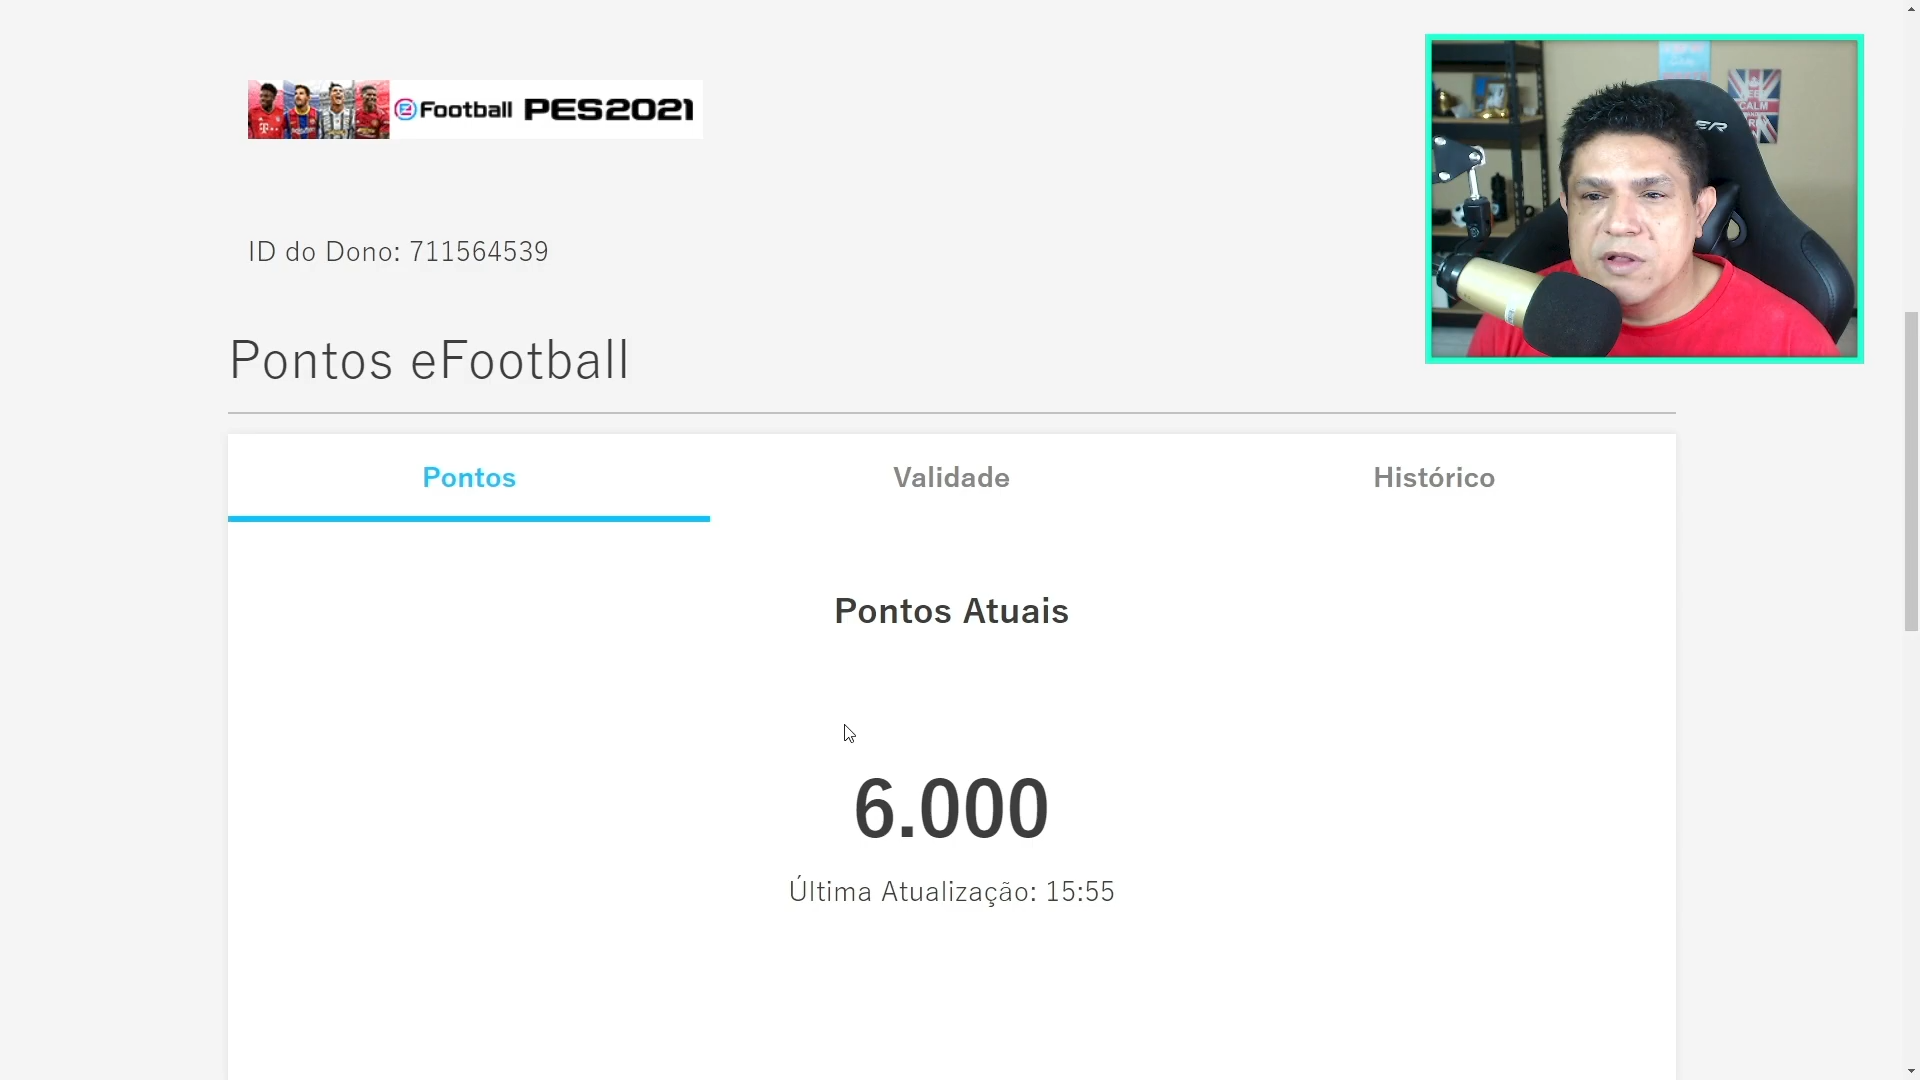 eFootball PES2021
ID do Dono: 711564539
Pontos eFootball
Pontos
Validade
Histórico
Pontos Atuais
6.000
Última Atualização: 15:55
CALM